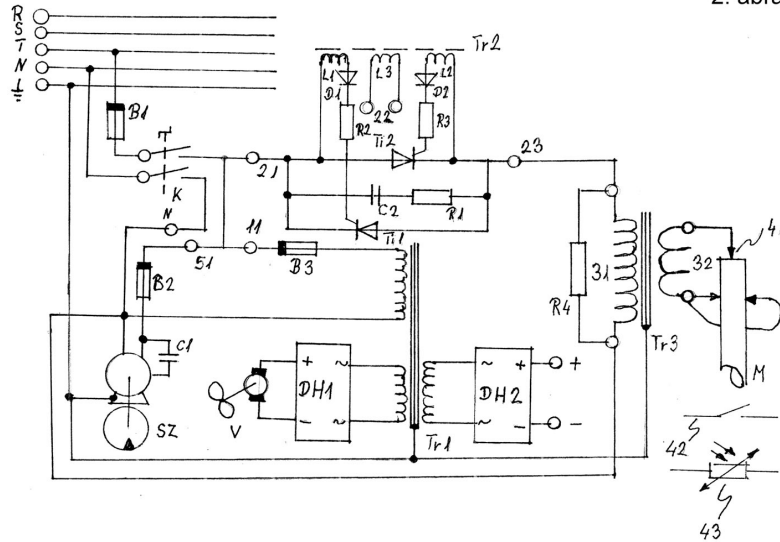 2. ábra
R
S
T
N
B1
K
N
51
11
B2
C1
SZ
21
B3
L1
D1
R2
L3
22
L2
D2
R3
Tr2
Ti2
C2
R1
Ti1
23
R4
31
32
Tr3
M
V
+
~
DH1
-
~
Tr1
~
+
DH2
~
-
+
-
42
43